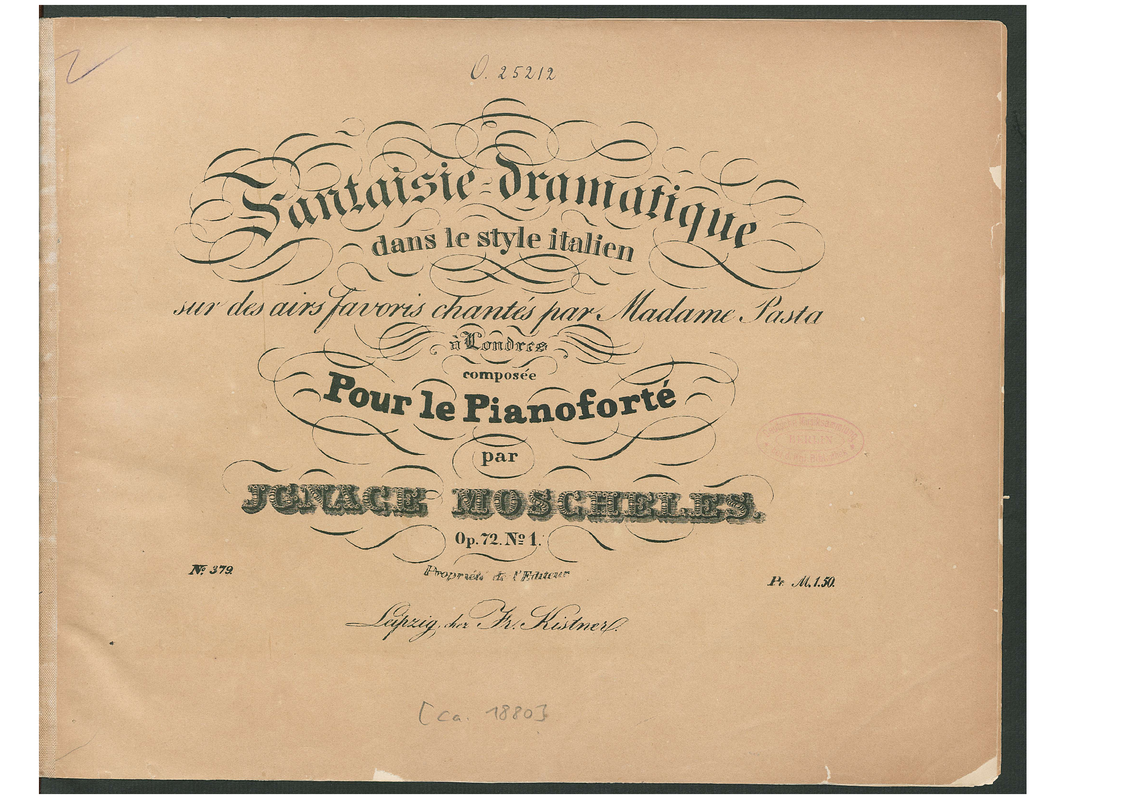 O. 25212
Fantaisie-dramatique
dans le style italien
sur des airs favoris chantés par Madame Pasta
à Londres
composée
Pour le Pianoforté
par
JGNACE MOSCHELES.
Op. 72. No 1.
No 379.
Propriété de l'Editeur
Pr. M. 1.50.
Leipzig, chez Fr. Kistner.
BERLIN
[ca. 1880]